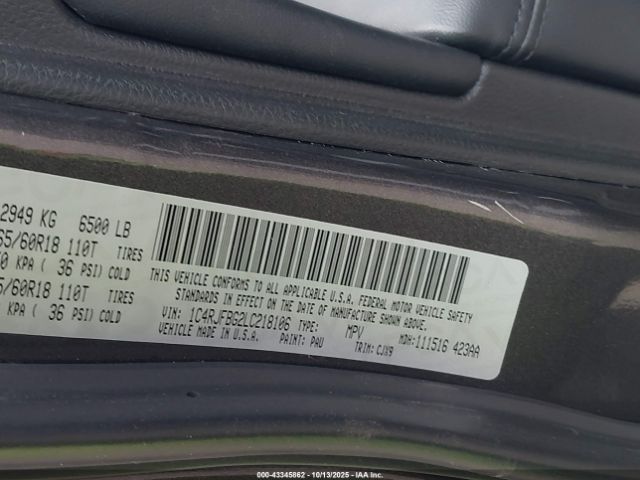 2949 KG 6500 LB
65/60R18 110T TIRES
0 KPA ( 36 PSI) COLD
5/60R18 110T TIRES
KPA ( 36 PSI) COLD
THIS VEHICLE CONFORMS TO ALL APPLICABLE U.S.A. FEDERAL MOTOR VEHICLE SAFETY
STANDARDS IN EFFECT ON THE DATE OF MANUFACTURE SHOWN ABOVE.
VIN: 1C4RJFBG2LC218106 TYPE: MPV MDH: 111516 423AA
VEHICLE MADE IN U.S.A. PAINT: PAU TRIM: CJX9
000-43345862 - 10/13/2025 - IAA Inc.